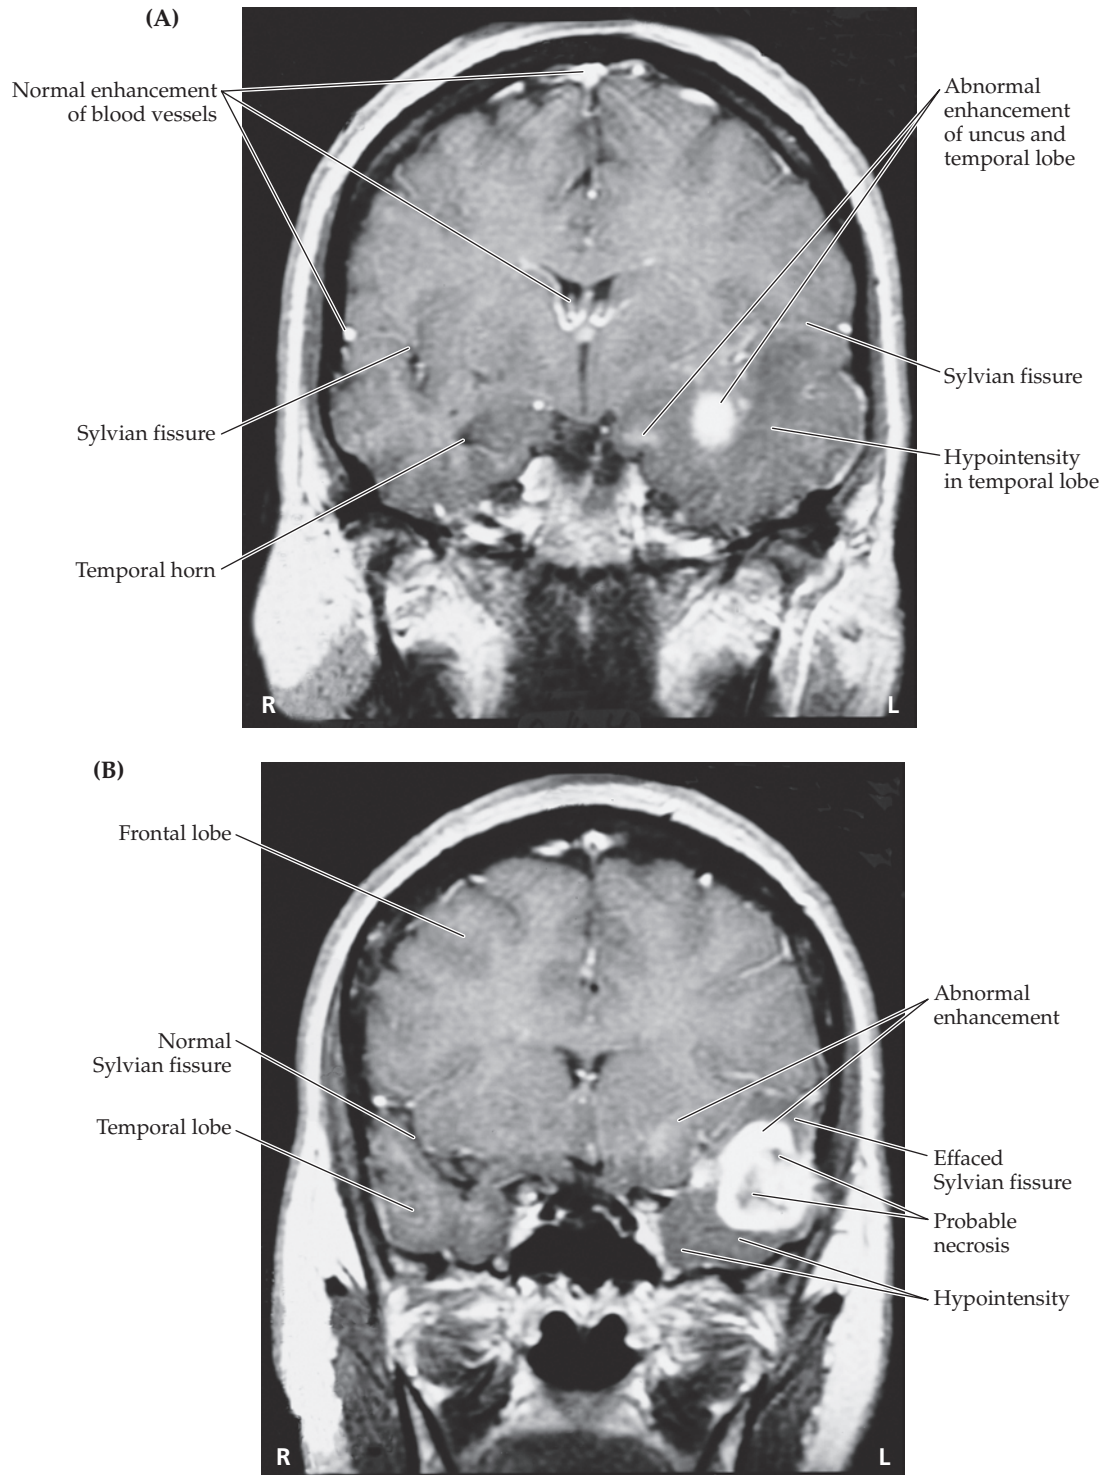 (A)
Normal enhancement
of blood vessels
Abnormal
enhancement
of uncus and
temporal lobe
Sylvian fissure
Sylvian fissure
Hypointensity
in temporal lobe
Temporal horn
R
L
(B)
Frontal lobe
Abnormal
enhancement
Normal
Sylvian fissure
Temporal lobe
Effaced
Sylvian fissure
Probable
necrosis
Hypointensity
R
L